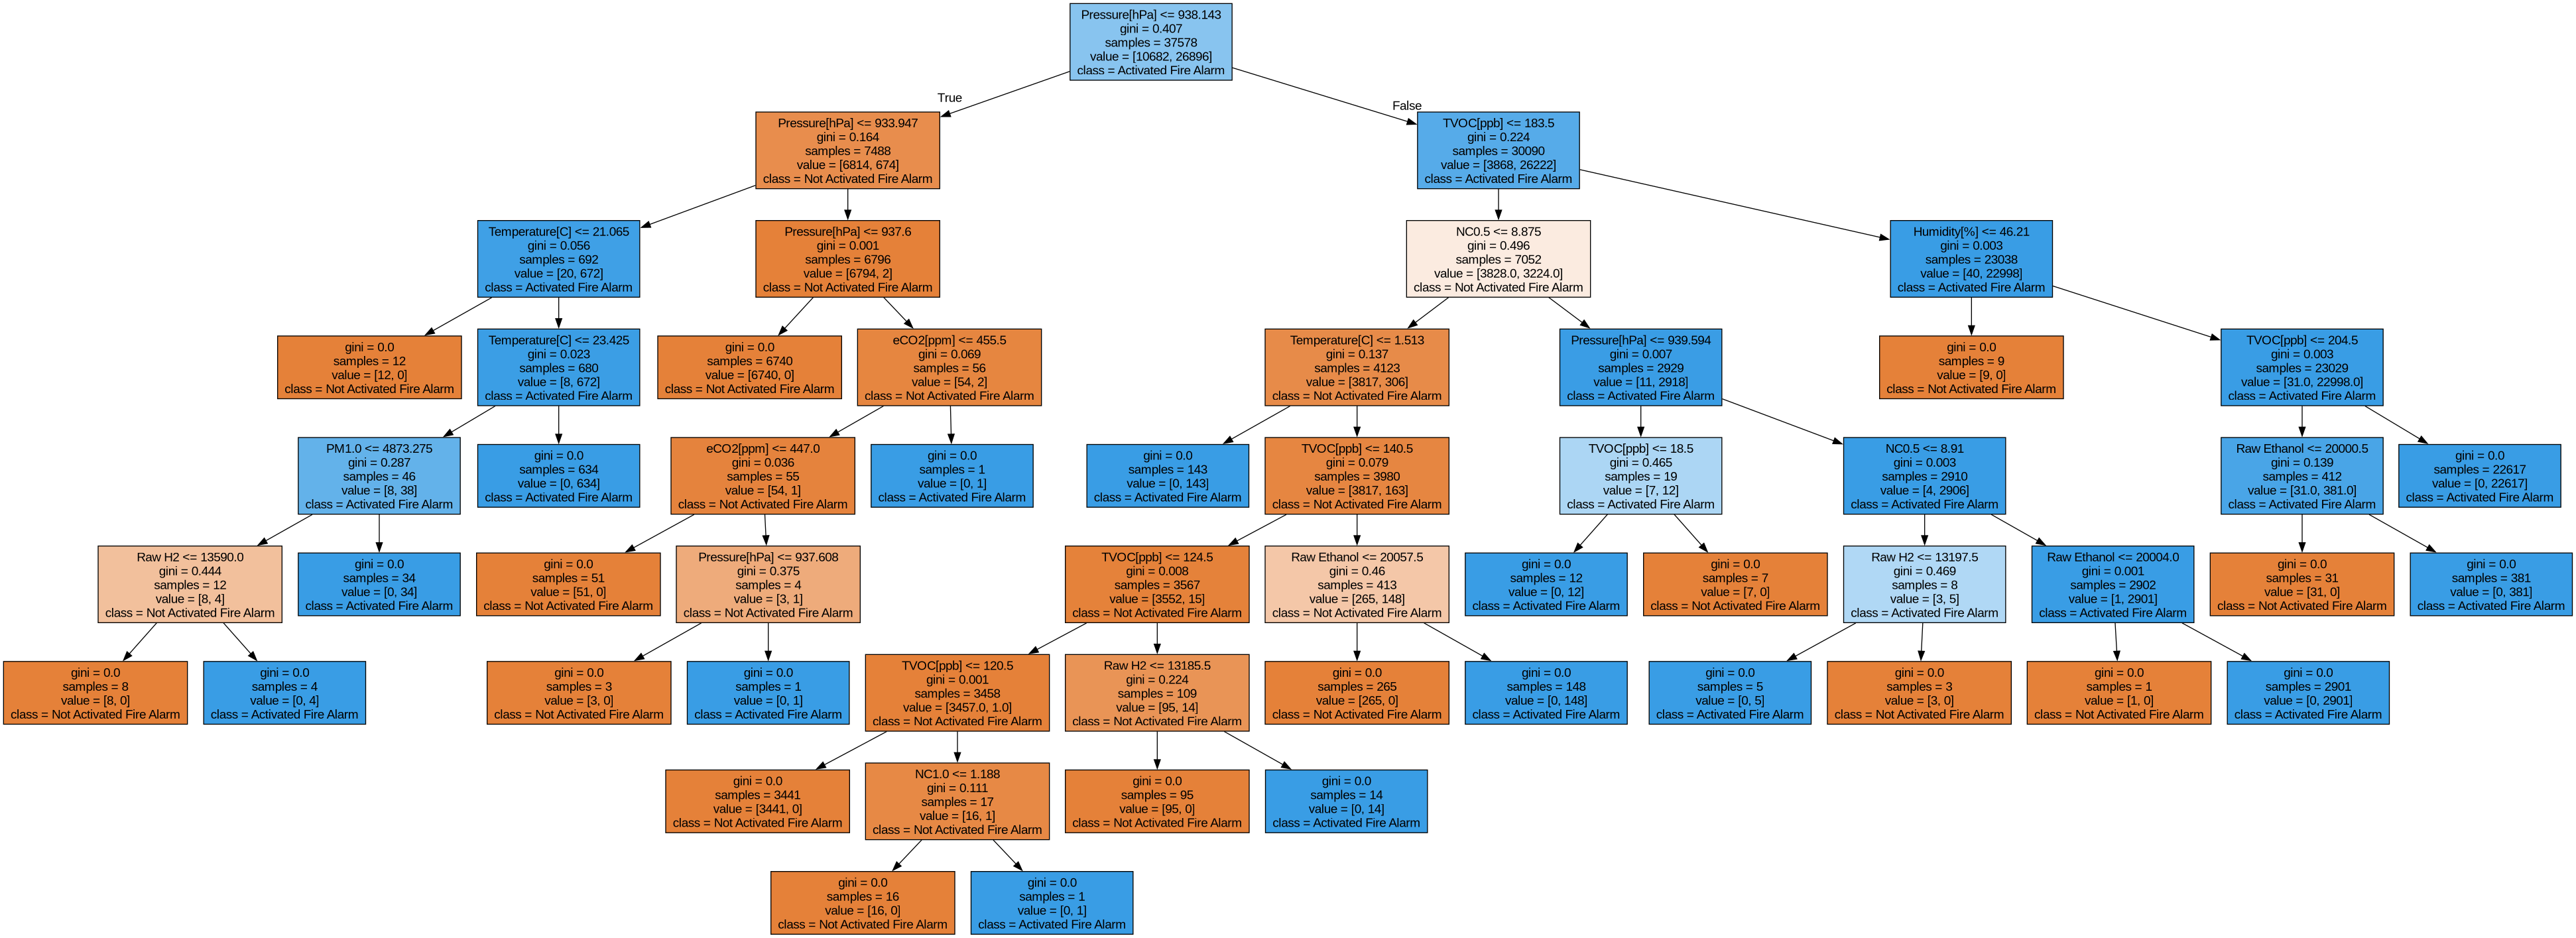 Pressure[hPa] <= 938.143
gini = 0.407
samples = 37578
value = [10682, 26896]
class = Activated Fire Alarm
True
False
Pressure[hPa] <= 933.947
gini = 0.164
samples = 7488
value = [6814, 674]
class = Not Activated Fire Alarm
TVOC[ppb] <= 183.5
gini = 0.224
samples = 30090
value = [3868, 26222]
class = Activated Fire Alarm
Temperature[C] <= 21.065
gini = 0.056
samples = 692
value = [20, 672]
class = Activated Fire Alarm
Pressure[hPa] <= 937.6
gini = 0.001
samples = 6796
value = [6794, 2]
class = Not Activated Fire Alarm
NC0.5 <= 8.875
gini = 0.496
samples = 7052
value = [3828.0, 3224.0]
class = Not Activated Fire Alarm
Humidity[%] <= 46.21
gini = 0.003
samples = 23038
value = [40, 22998]
class = Activated Fire Alarm
gini = 0.0
samples = 12
value = [12, 0]
class = Not Activated Fire Alarm
Temperature[C] <= 23.425
gini = 0.023
samples = 680
value = [8, 672]
class = Activated Fire Alarm
gini = 0.0
samples = 6740
value = [6740, 0]
class = Not Activated Fire Alarm
eCO2[ppm] <= 455.5
gini = 0.069
samples = 56
value = [54, 2]
class = Not Activated Fire Alarm
Temperature[C] <= 1.513
gini = 0.137
samples = 4123
value = [3817, 306]
class = Not Activated Fire Alarm
Pressure[hPa] <= 939.594
gini = 0.007
samples = 2929
value = [11, 2918]
class = Activated Fire Alarm
gini = 0.0
samples = 9
value = [9, 0]
class = Not Activated Fire Alarm
TVOC[ppb] <= 204.5
gini = 0.003
samples = 23029
value = [31.0, 22998.0]
class = Activated Fire Alarm
PM1.0 <= 4873.275
gini = 0.287
samples = 46
value = [8, 38]
class = Activated Fire Alarm
gini = 0.0
samples = 634
value = [0, 634]
class = Activated Fire Alarm
eCO2[ppm] <= 447.0
gini = 0.036
samples = 55
value = [54, 1]
class = Not Activated Fire Alarm
gini = 0.0
samples = 1
value = [0, 1]
class = Activated Fire Alarm
gini = 0.0
samples = 143
value = [0, 143]
class = Activated Fire Alarm
TVOC[ppb] <= 140.5
gini = 0.079
samples = 3980
value = [3817, 163]
class = Not Activated Fire Alarm
TVOC[ppb] <= 18.5
gini = 0.465
samples = 19
value = [7, 12]
class = Activated Fire Alarm
NC0.5 <= 8.91
gini = 0.003
samples = 2910
value = [4, 2906]
class = Activated Fire Alarm
Raw Ethanol <= 20000.5
gini = 0.139
samples = 412
value = [31.0, 381.0]
class = Activated Fire Alarm
gini = 0.0
samples = 22617
value = [0, 22617]
class = Activated Fire Alarm
Raw H2 <= 13590.0
gini = 0.444
samples = 12
value = [8, 4]
class = Not Activated Fire Alarm
gini = 0.0
samples = 34
value = [0, 34]
class = Activated Fire Alarm
gini = 0.0
samples = 51
value = [51, 0]
class = Not Activated Fire Alarm
Pressure[hPa] <= 937.608
gini = 0.375
samples = 4
value = [3, 1]
class = Not Activated Fire Alarm
TVOC[ppb] <= 124.5
gini = 0.008
samples = 3567
value = [3552, 15]
class = Not Activated Fire Alarm
Raw Ethanol <= 20057.5
gini = 0.46
samples = 413
value = [265, 148]
class = Not Activated Fire Alarm
gini = 0.0
samples = 12
value = [0, 12]
class = Activated Fire Alarm
gini = 0.0
samples = 7
value = [7, 0]
class = Not Activated Fire Alarm
Raw H2 <= 13197.5
gini = 0.469
samples = 8
value = [3, 5]
class = Activated Fire Alarm
Raw Ethanol <= 20004.0
gini = 0.001
samples = 2902
value = [1, 2901]
class = Activated Fire Alarm
gini = 0.0
samples = 31
value = [31, 0]
class = Not Activated Fire Alarm
gini = 0.0
samples = 381
value = [0, 381]
class = Activated Fire Alarm
gini = 0.0
samples = 8
value = [8, 0]
class = Not Activated Fire Alarm
gini = 0.0
samples = 4
value = [0, 4]
class = Activated Fire Alarm
gini = 0.0
samples = 3
value = [3, 0]
class = Not Activated Fire Alarm
gini = 0.0
samples = 1
value = [0, 1]
class = Activated Fire Alarm
TVOC[ppb] <= 120.5
gini = 0.001
samples = 3458
value = [3457.0, 1.0]
class = Not Activated Fire Alarm
Raw H2 <= 13185.5
gini = 0.224
samples = 109
value = [95, 14]
class = Not Activated Fire Alarm
gini = 0.0
samples = 265
value = [265, 0]
class = Not Activated Fire Alarm
gini = 0.0
samples = 148
value = [0, 148]
class = Activated Fire Alarm
gini = 0.0
samples = 5
value = [0, 5]
class = Activated Fire Alarm
gini = 0.0
samples = 3
value = [3, 0]
class = Not Activated Fire Alarm
gini = 0.0
samples = 1
value = [1, 0]
class = Not Activated Fire Alarm
gini = 0.0
samples = 2901
value = [0, 2901]
class = Activated Fire Alarm
gini = 0.0
samples = 3441
value = [3441, 0]
class = Not Activated Fire Alarm
NC1.0 <= 1.188
gini = 0.111
samples = 17
value = [16, 1]
class = Not Activated Fire Alarm
gini = 0.0
samples = 95
value = [95, 0]
class = Not Activated Fire Alarm
gini = 0.0
samples = 14
value = [0, 14]
class = Activated Fire Alarm
gini = 0.0
samples = 16
value = [16, 0]
class = Not Activated Fire Alarm
gini = 0.0
samples = 1
value = [0, 1]
class = Activated Fire Alarm